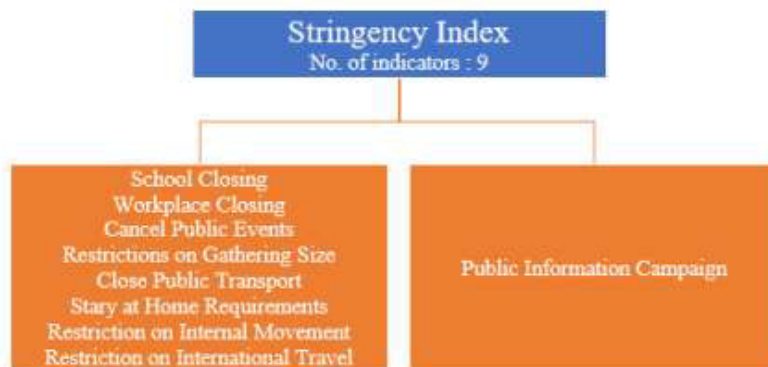 Stringency Index
No. of indicators : 9
School Closing
Workplace Closing
Cancel Public Events
Restrictions on Gathering Size
Close Public Transport
Stary at Home Requirements
Restriction on Internal Movement
Restriction on International Travel
Public Information Campaign